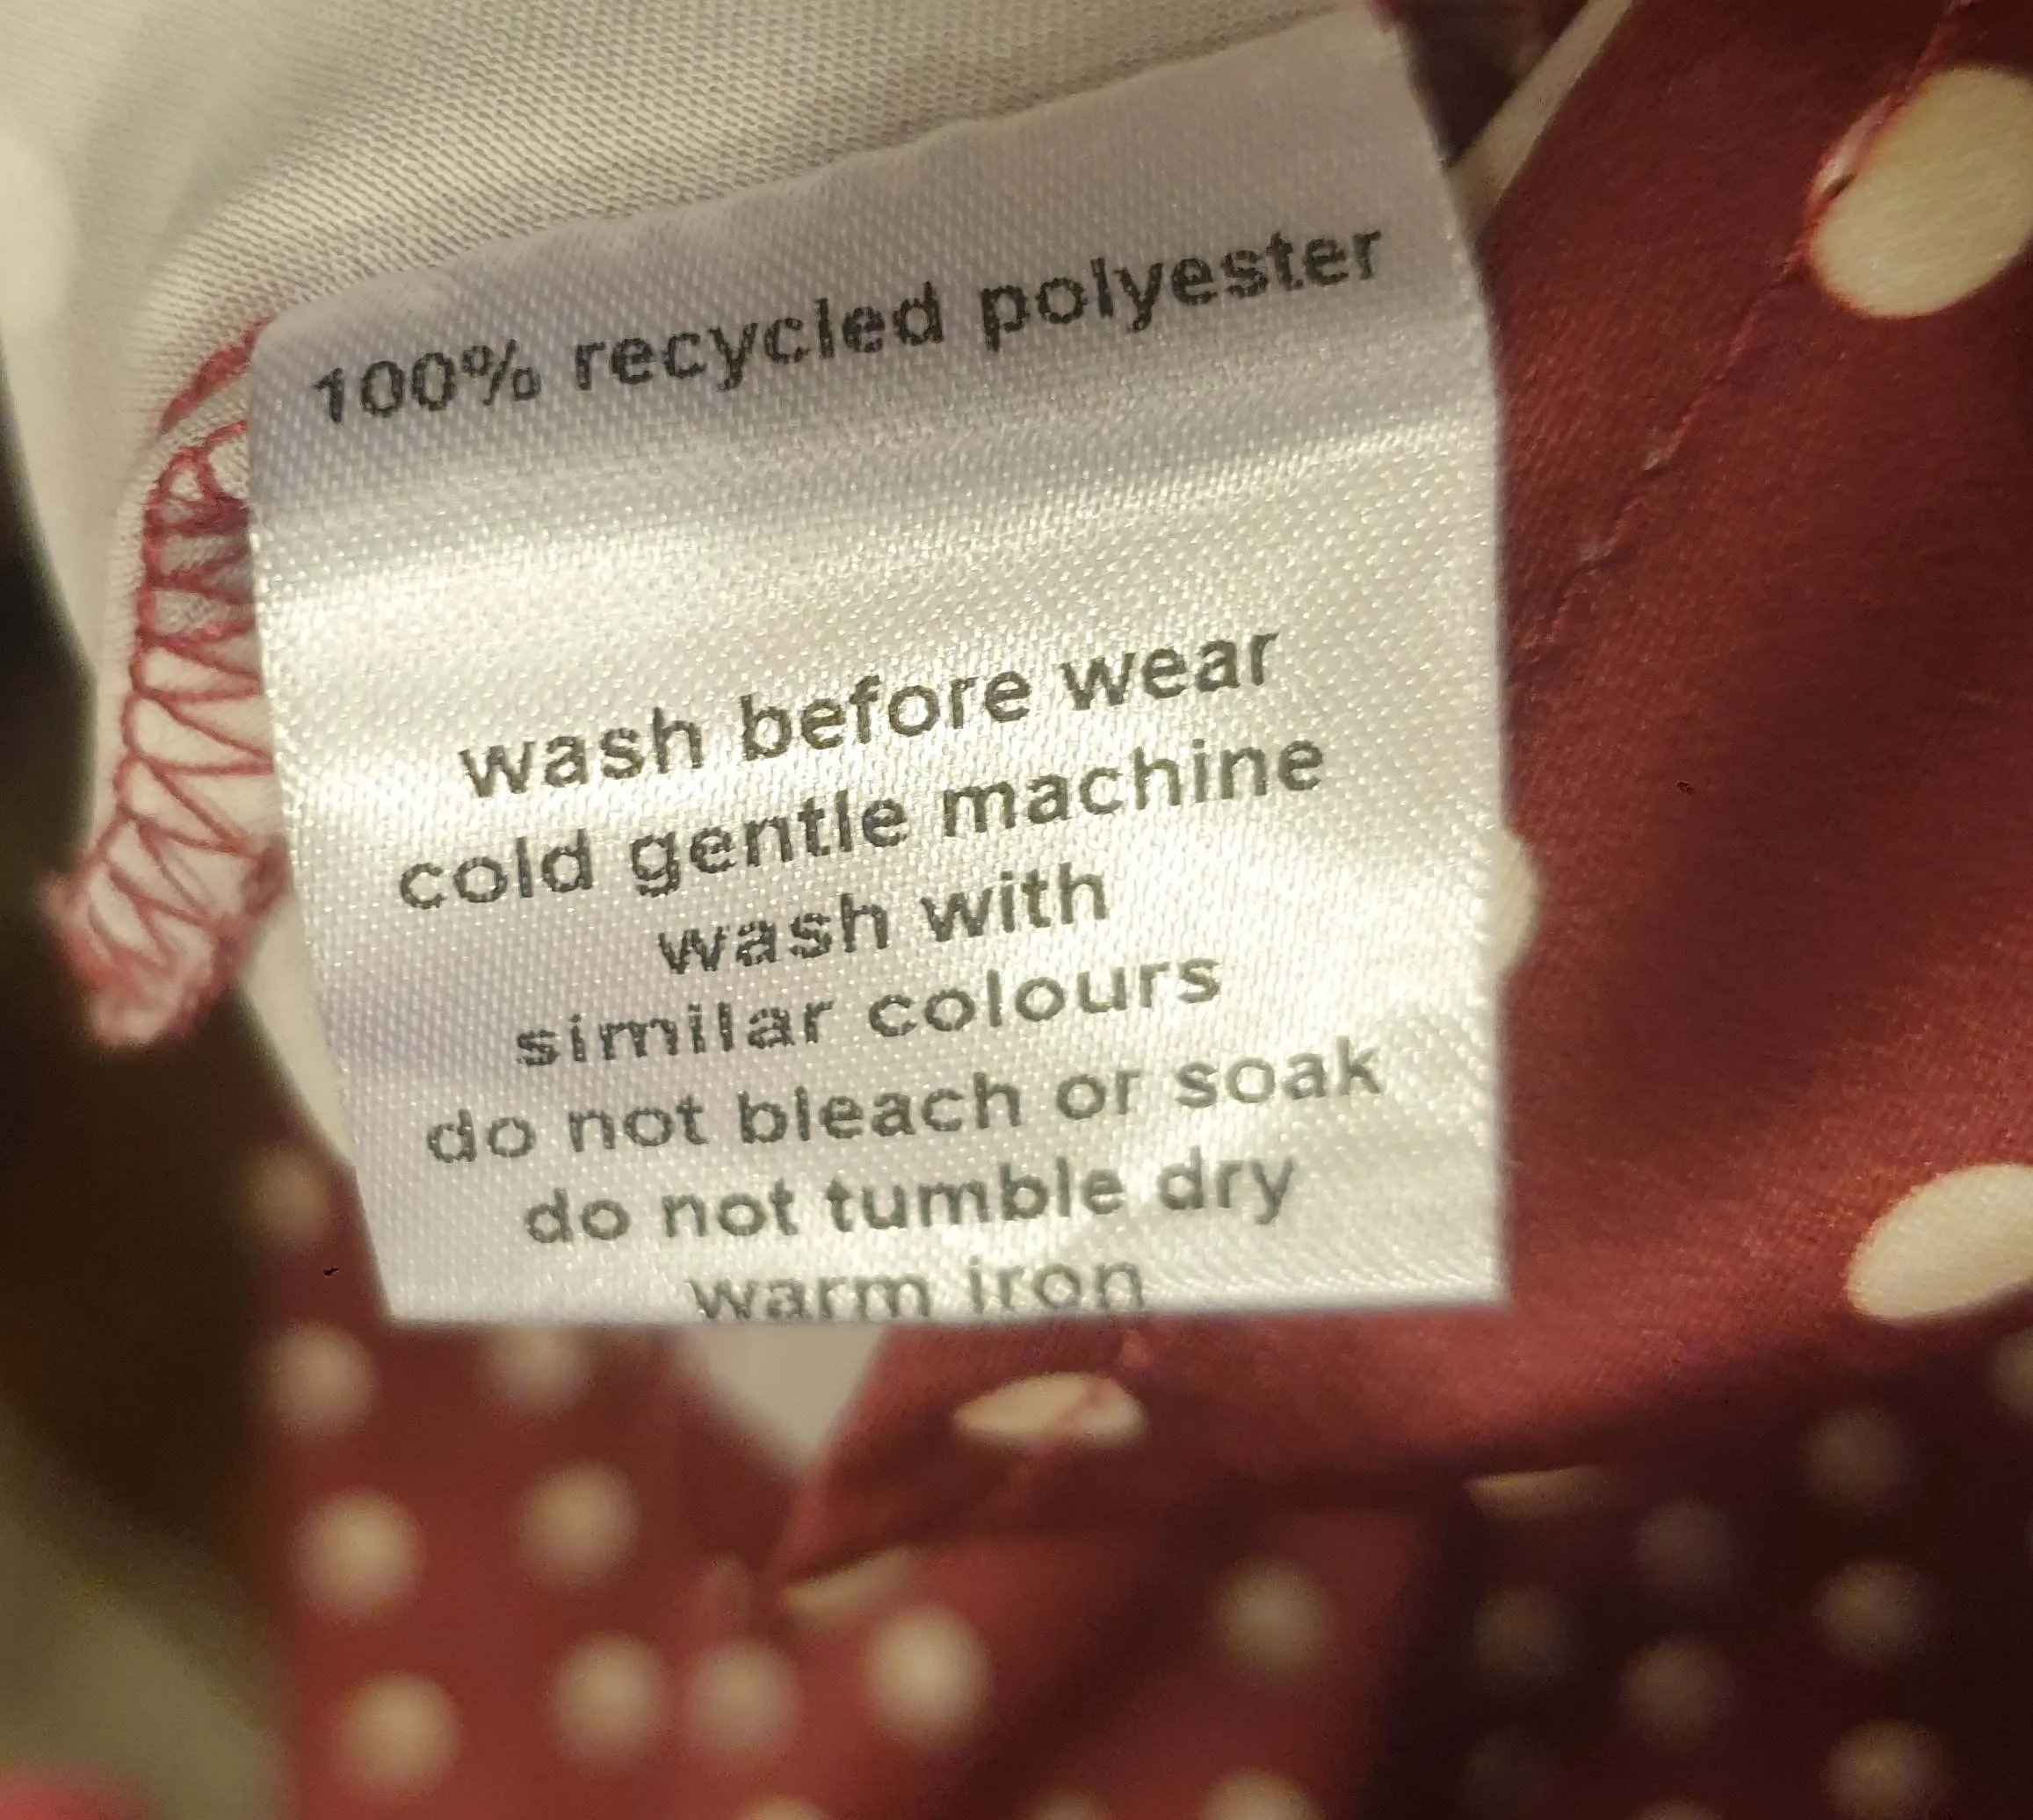 100% recycled polyester
wash before wear
cold gentle machine
wash with
similar colours
do not bleach or soak
do not tumble dry
warm iron